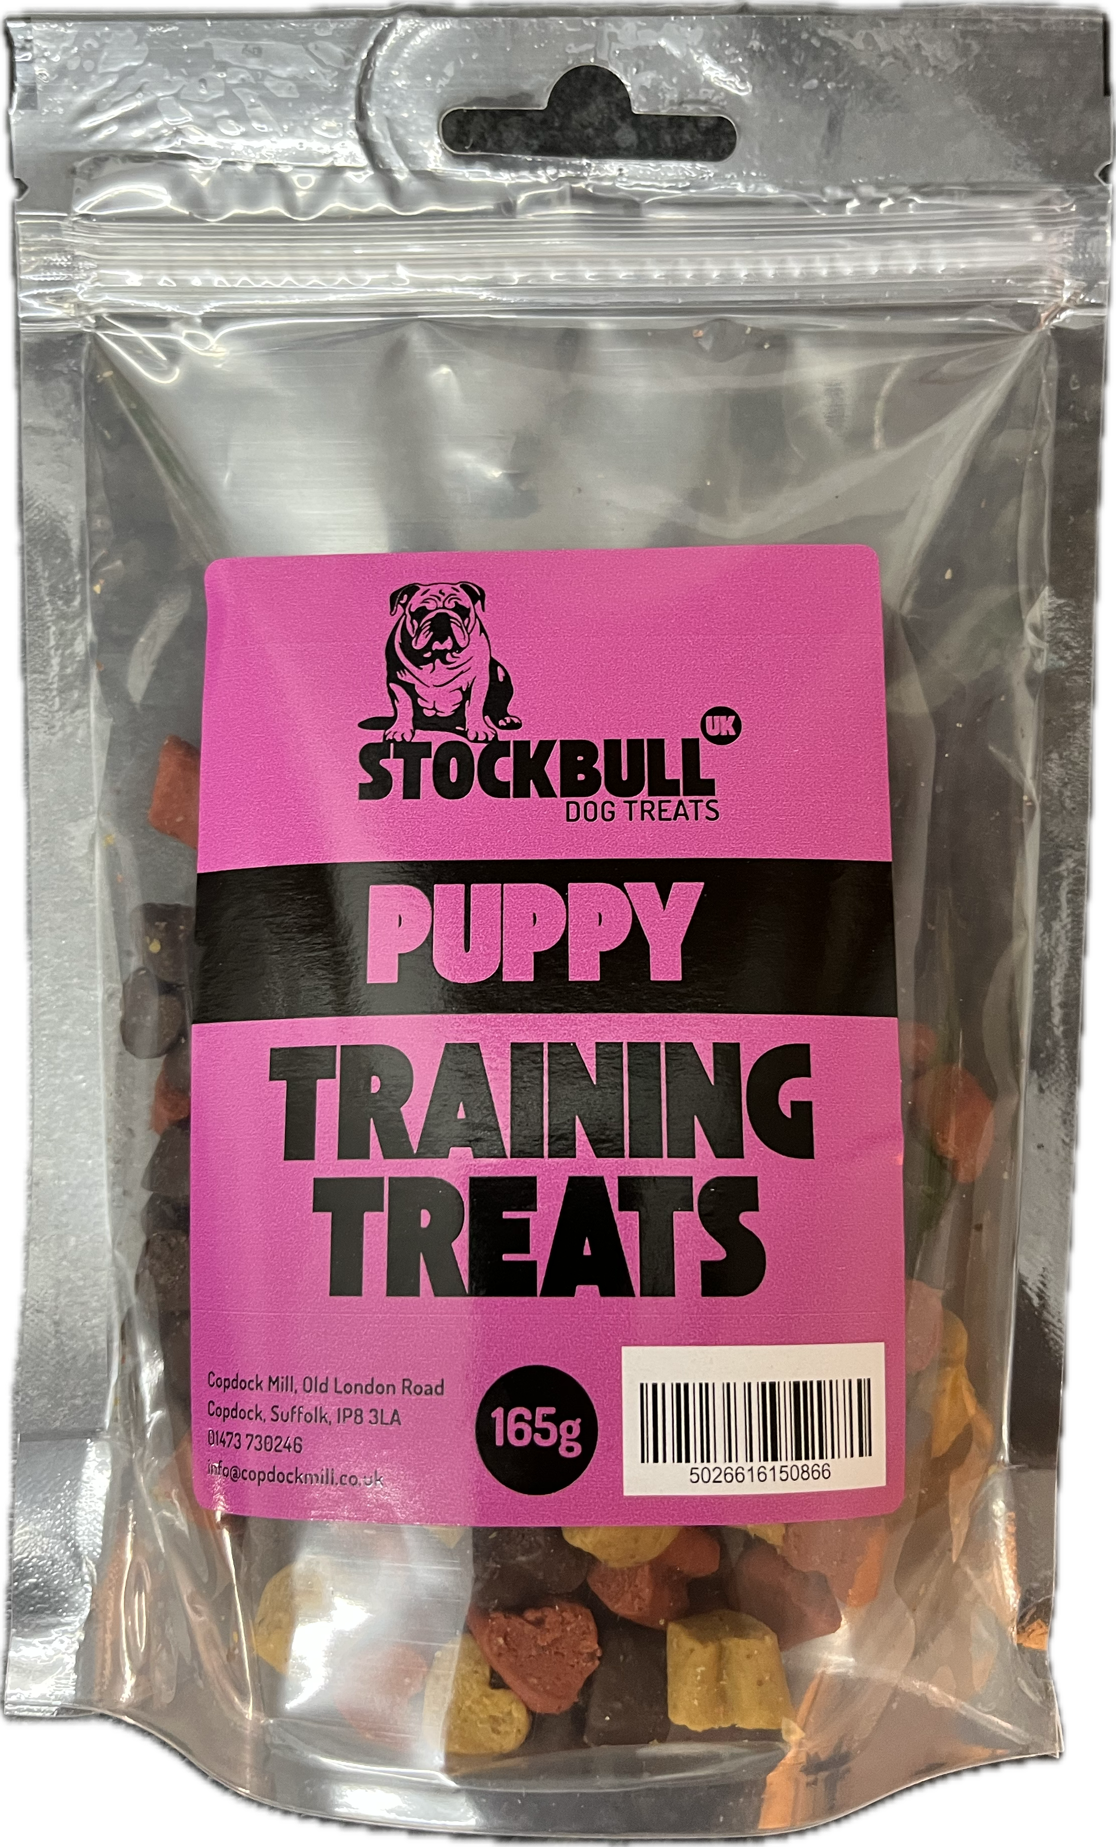 STOCKBULL UK
DOG TREATS
PUPPY
TRAINING
TREATS
Copdock Mill, Old London Road
Copdock, Suffolk, IP8 3LA
01473 730246
info@copdockmill.co.uk
165g
5026616150866